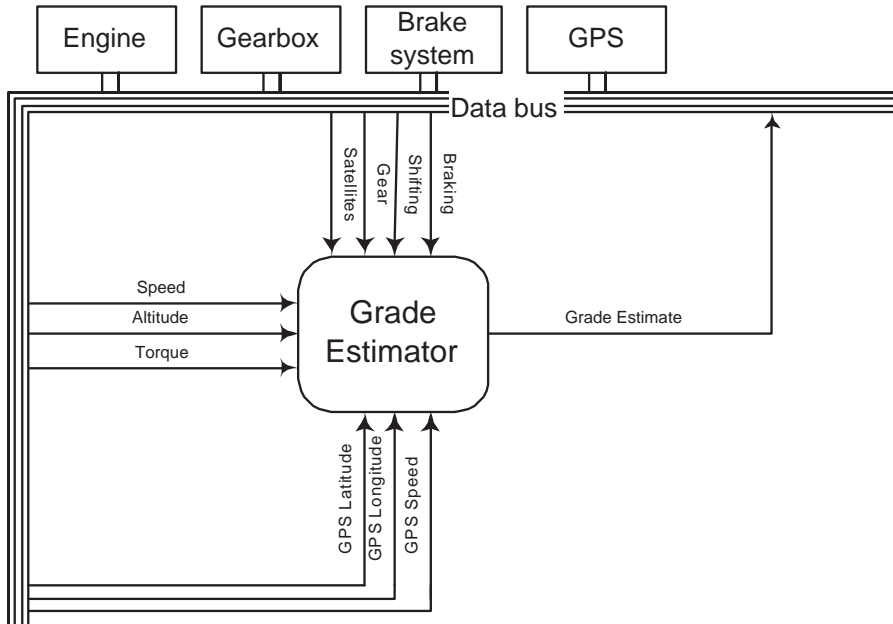 Engine
Gearbox
Brake
system
GPS
Data bus
Satellites
Gear
Shifting
Braking
Speed
Altitude
Torque
Grade
Estimator
Grade Estimate
GPS Latitude
GPS Longitude
GPS Speed